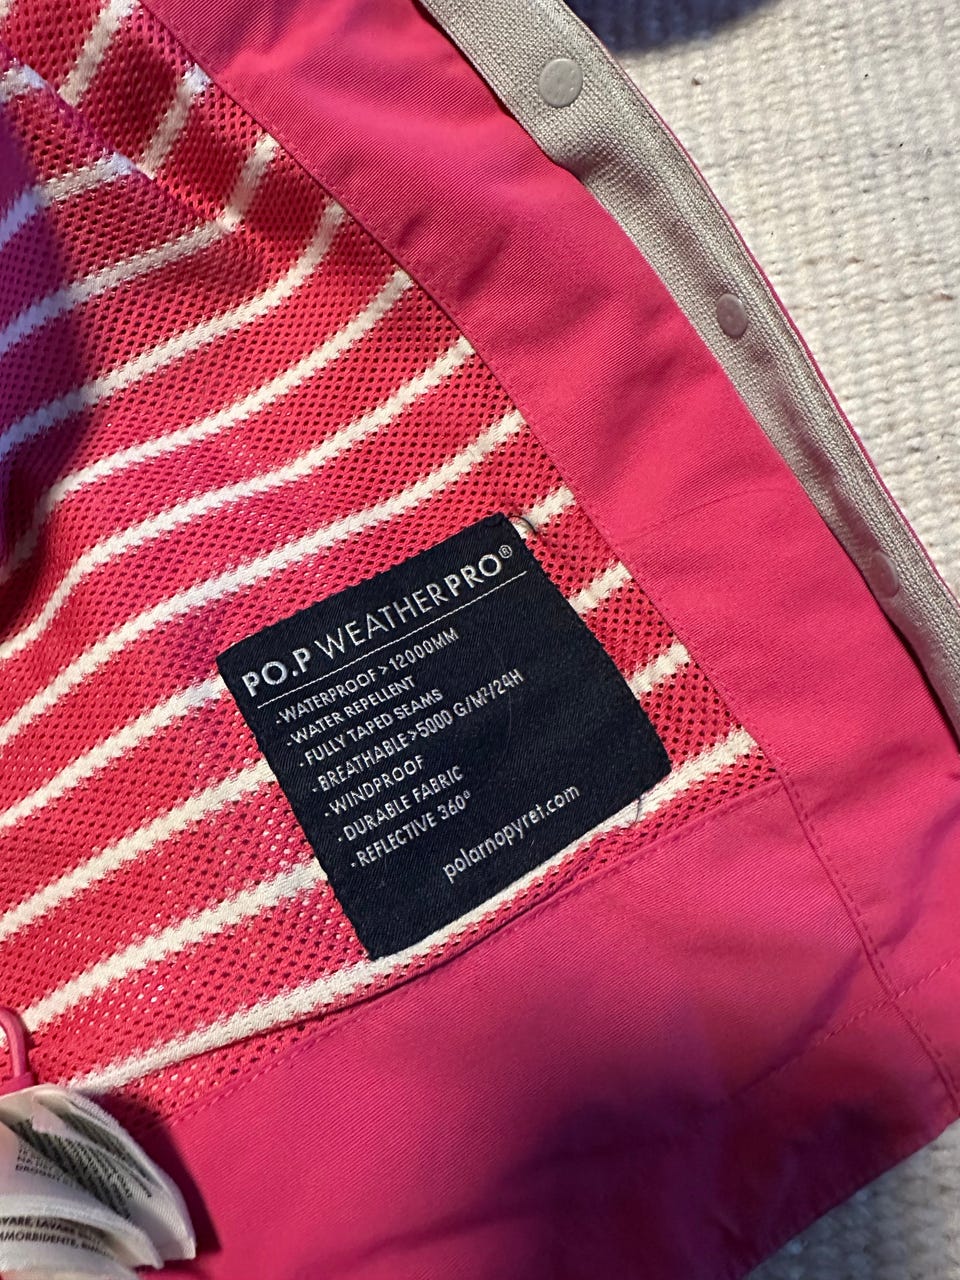 PO.P WEATHERPRO®
·WATERPROOF>12000MM
·WATER REPELLENT
·FULLY TAPED SEAMS
·BREATHABLE>5000 G/M²/24H
·WINDPROOF
·DURABLE FABRIC
·REFLECTIVE 360°
polarnopyret.com